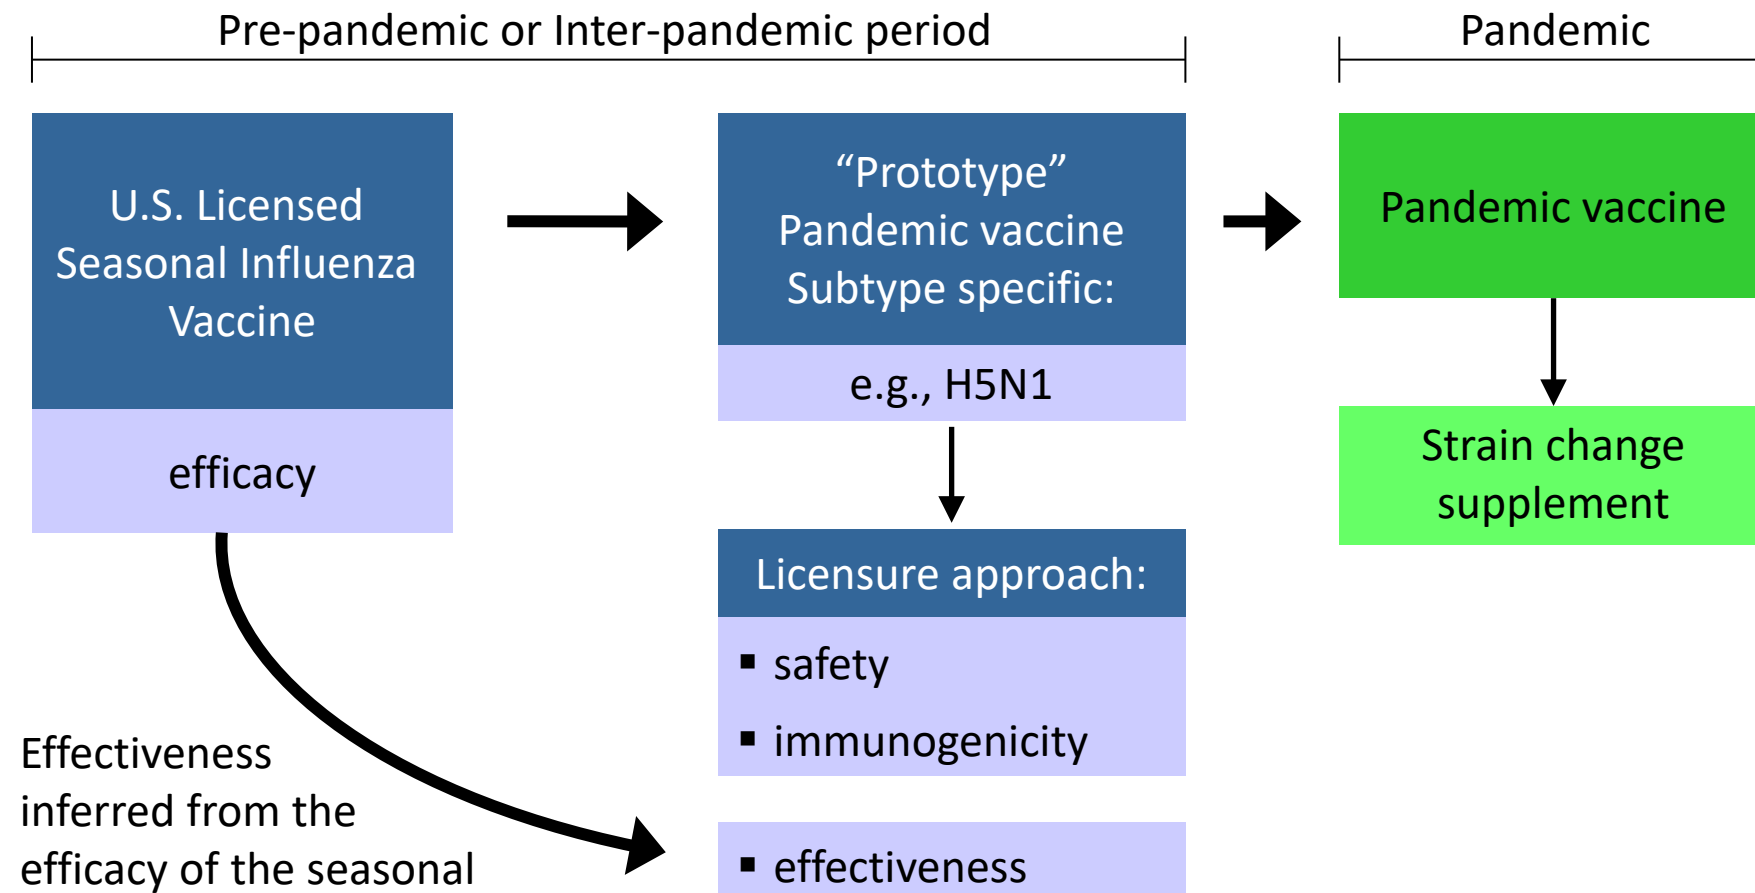 Pre-pandemic or Inter-pandemic period
Pandemic
U.S. Licensed
Seasonal Influenza
Vaccine
efficacy
“Prototype”
Pandemic vaccine
Subtype specific:
e.g., H5N1
Licensure approach:
▪ safety
▪ immunogenicity
▪ effectiveness
Pandemic vaccine
Strain change
supplement
Effectiveness
inferred from the
efficacy of the seasonal